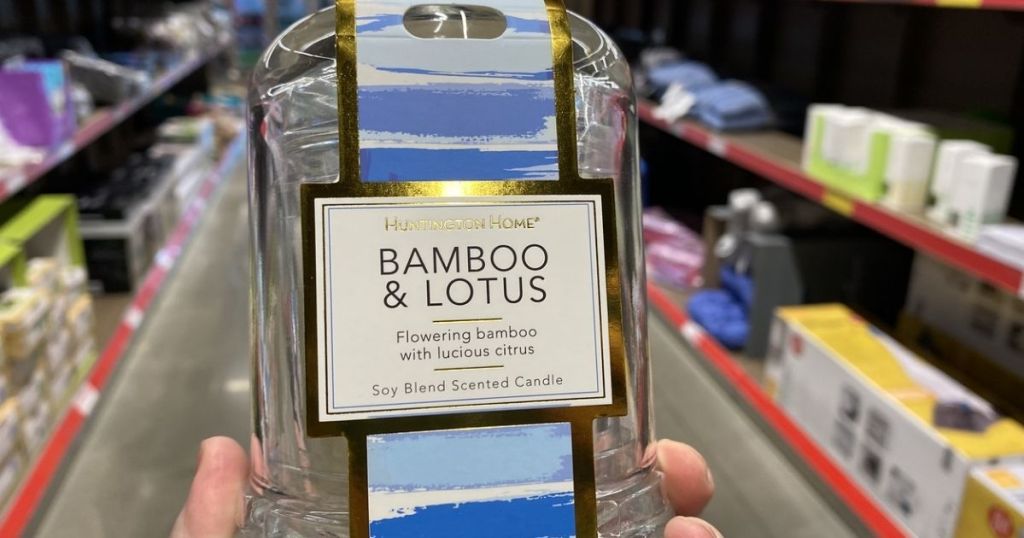 HUNTINGTON HOME®
BAMBOO
& LOTUS
Flowering bamboo
with lucious citrus
Soy Blend Scented Candle